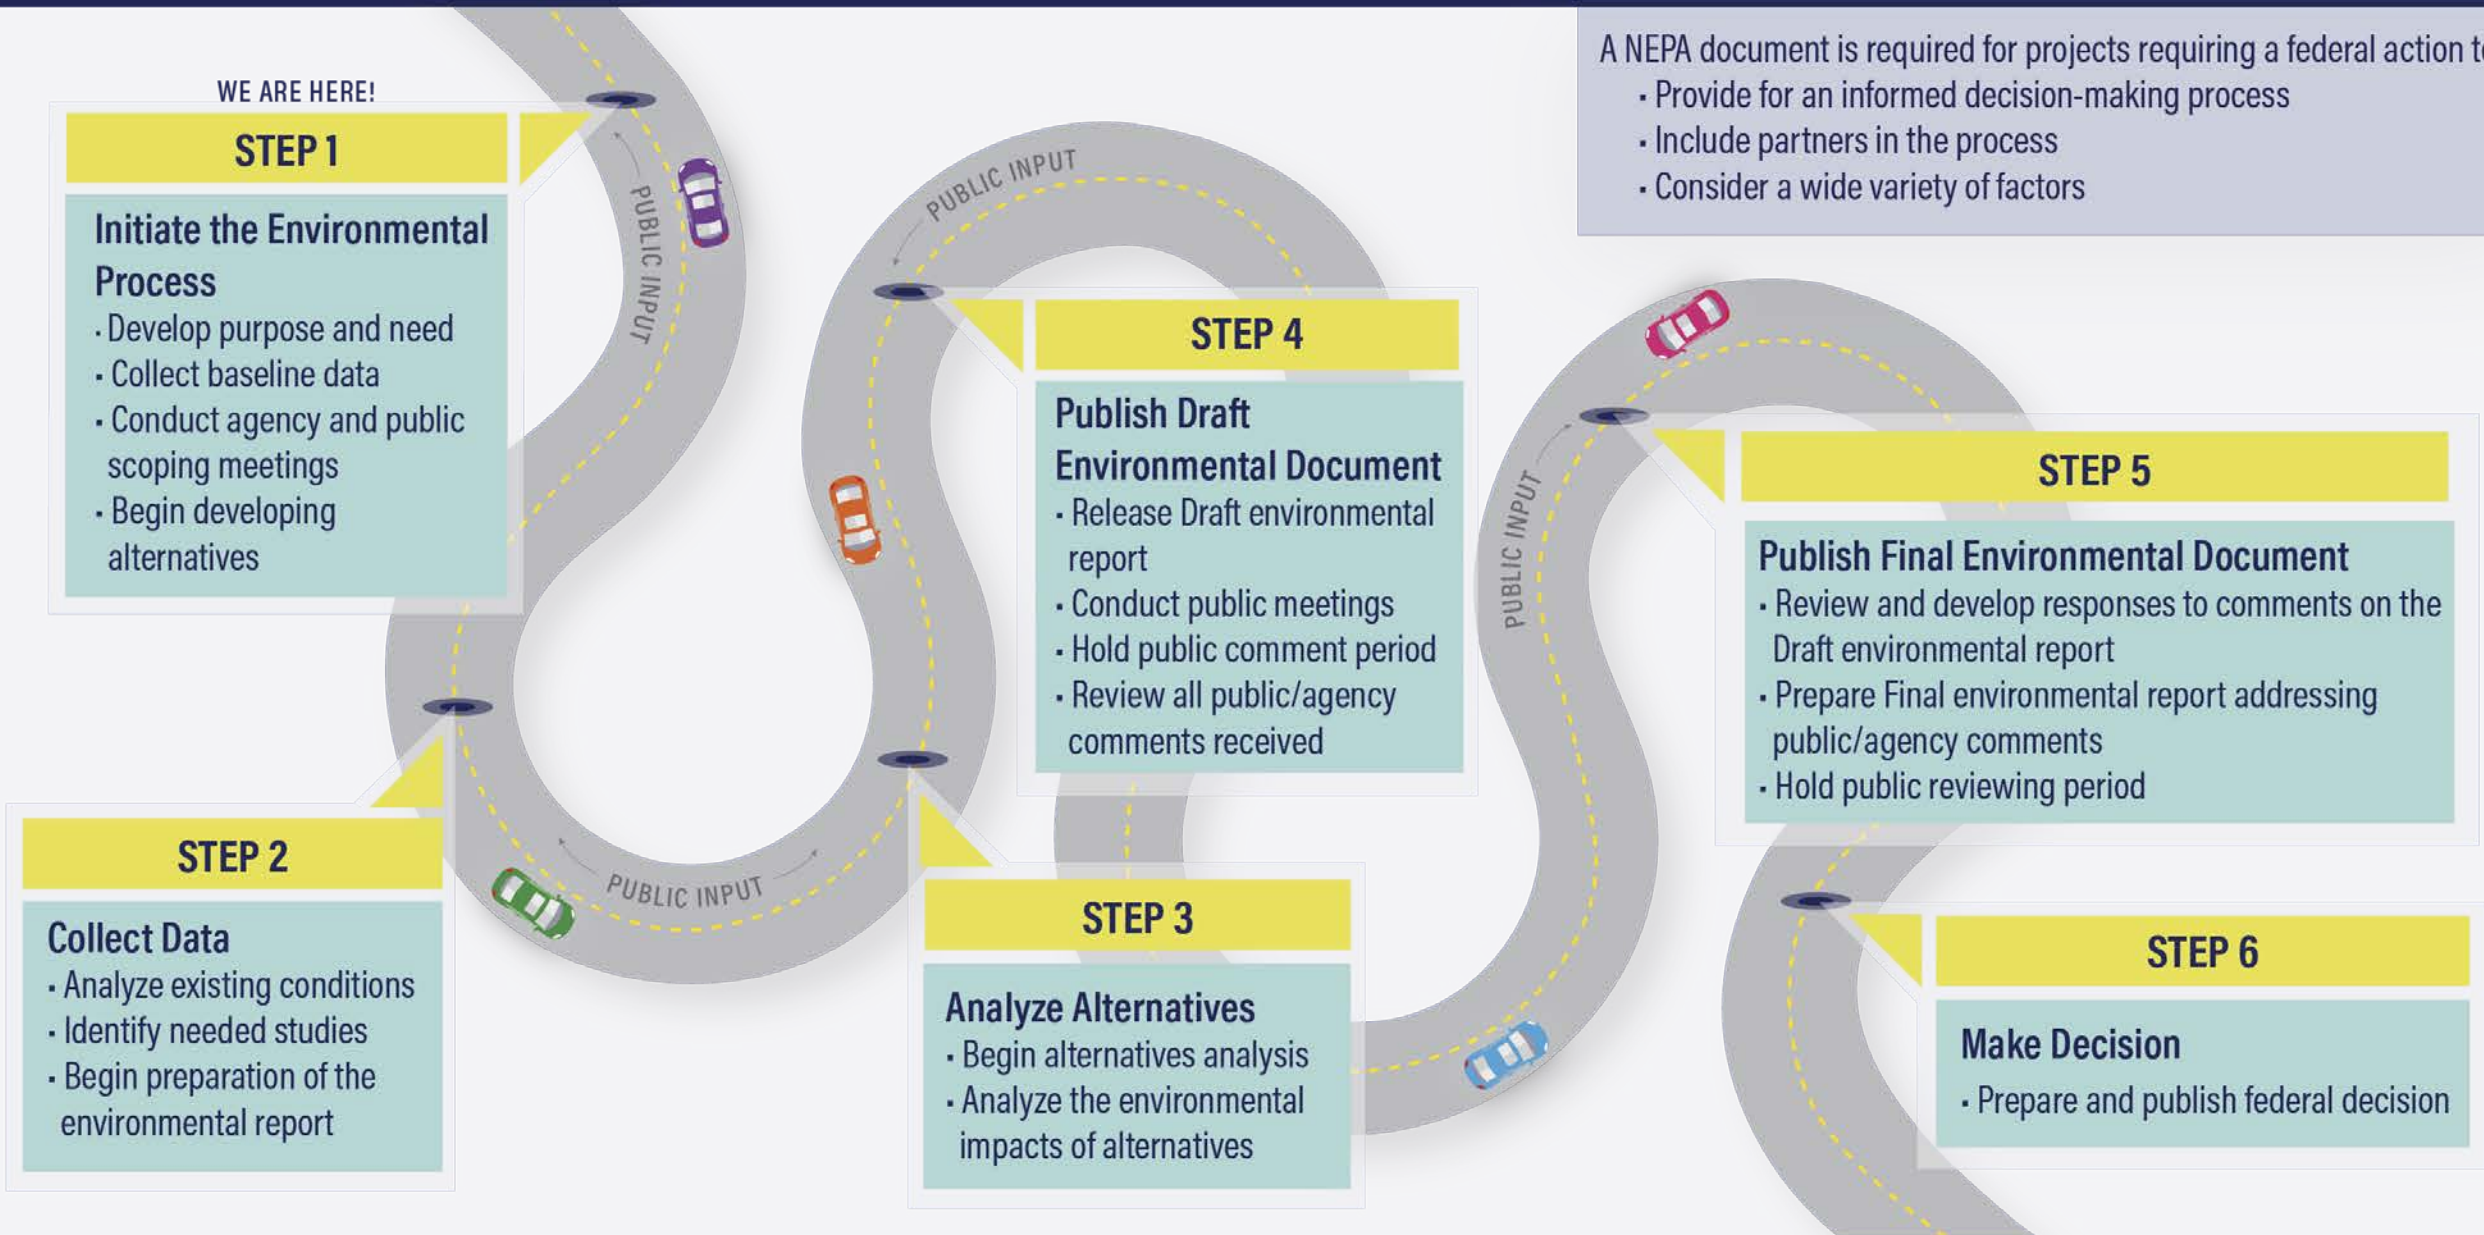 A NEPA document is required for projects requiring a federal action
· Provide for an informed decision-making process
· Include partners in the process
· Consider a wide variety of factors
WE ARE HERE!
STEP 1
Initiate the Environmental
Process
· Develop purpose and need
· Collect baseline data
· Conduct agency and public
scoping meetings
· Begin developing
alternatives
PUBLIC INPUT
STEP 2
Collect Data
· Analyze existing conditions
· Identify needed studies
· Begin preparation of the
environmental report
PUBLIC INPUT
STEP 3
Analyze Alternatives
· Begin alternatives analysis
· Analyze the environmental
impacts of alternatives
PUBLIC INPUT
STEP 4
Publish Draft
Environmental Document
· Release Draft environmental
report
· Conduct public meetings
· Hold public comment period
· Review all public/agency
comments received
PUBLIC INPUT
STEP 5
Publish Final Environmental Document
· Review and develop responses to comments on the
Draft environmental report
· Prepare Final environmental report addressing
public/agency comments
· Hold public reviewing period
STEP 6
Make Decision
· Prepare and publish federal decision